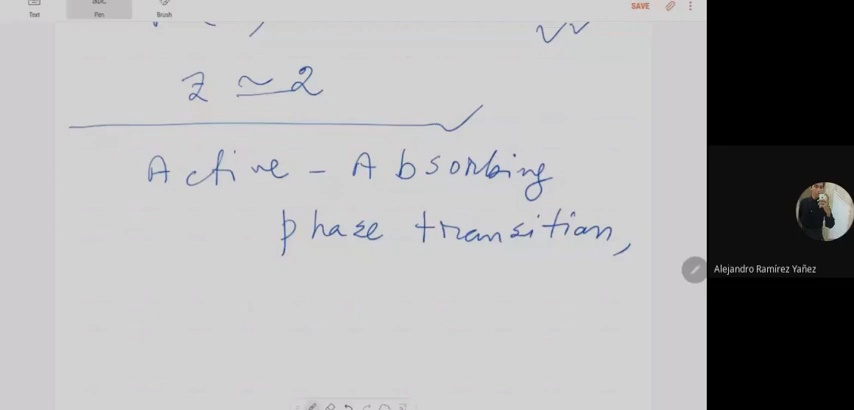 SAVE
Text
Pen
Brush
z ≃ 2
Active - Absorbing
phase transition,
Alejandro Ramírez Yañez